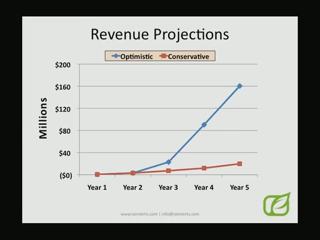 Revenue Projections
Optimistic Conservative
Millions
$200
$160
$120
$80
$40
($0)
Year 1 Year 2 Year 3 Year 4 Year 5